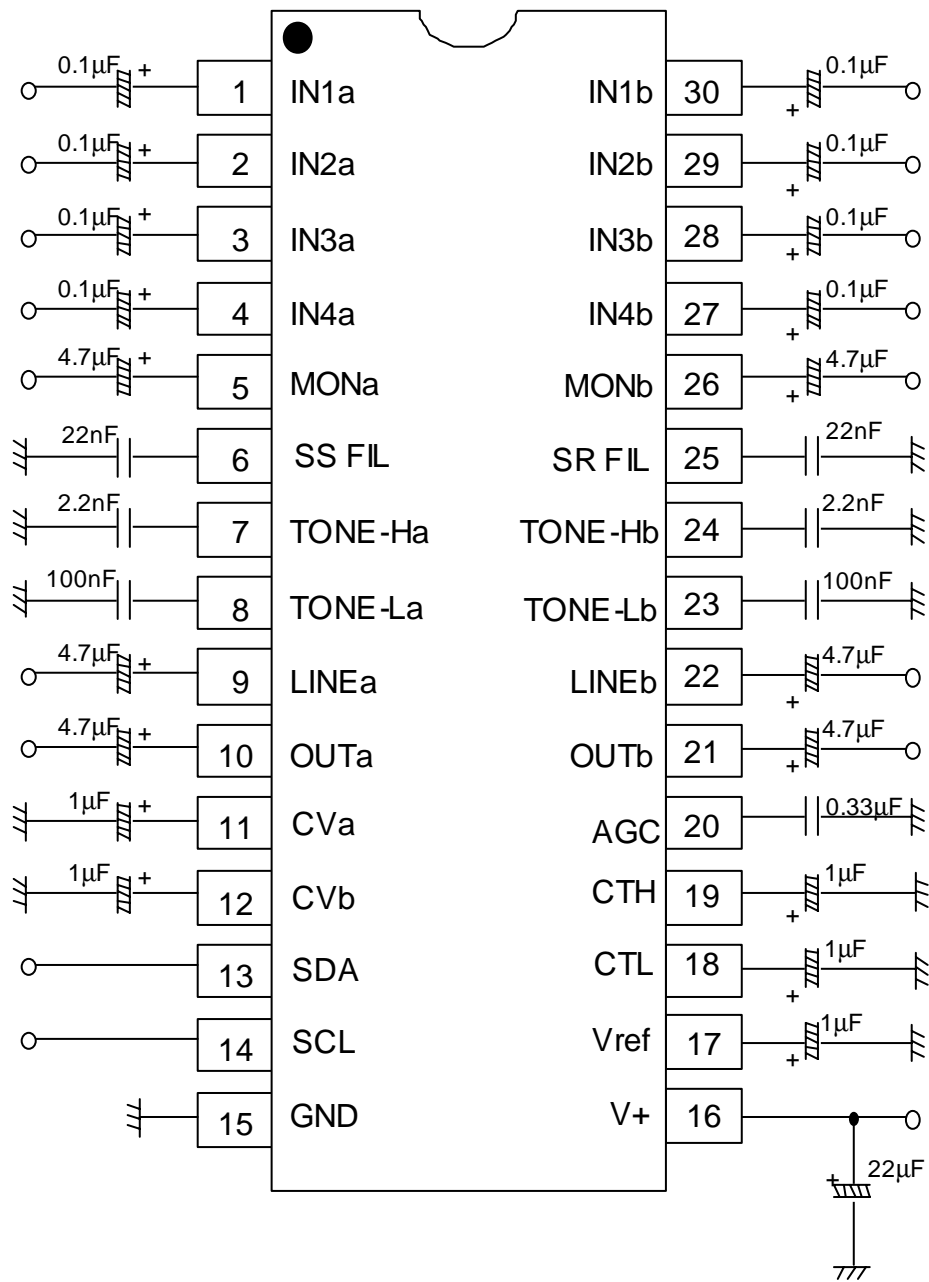 0.1µF + 1 IN1a IN1b 30 + 0.1µF
0.1µF + 2 IN2a IN2b 29 + 0.1µF
0.1µF + 3 IN3a IN3b 28 + 0.1µF
0.1µF + 4 IN4a IN4b 27 + 0.1µF
4.7µF + 5 MONa MONb 26 + 4.7µF
22nF 6 SS FIL SR FIL 25 22nF
2.2nF 7 TONE-Ha TONE-Hb 24 2.2nF
100nF 8 TONE-La TONE-Lb 23 100nF
4.7µF + 9 LINEa LINEb 22 + 4.7µF
4.7µF + 10 OUTa OUTb 21 + 4.7µF
1µF + 11 CVa AGC 20 0.33µF
1µF + 12 CVb CTH 19 + 1µF
13 SDA CTL 18 + 1µF
14 SCL Vref 17 + 1µF
15 GND V+ 16
+ 22µF